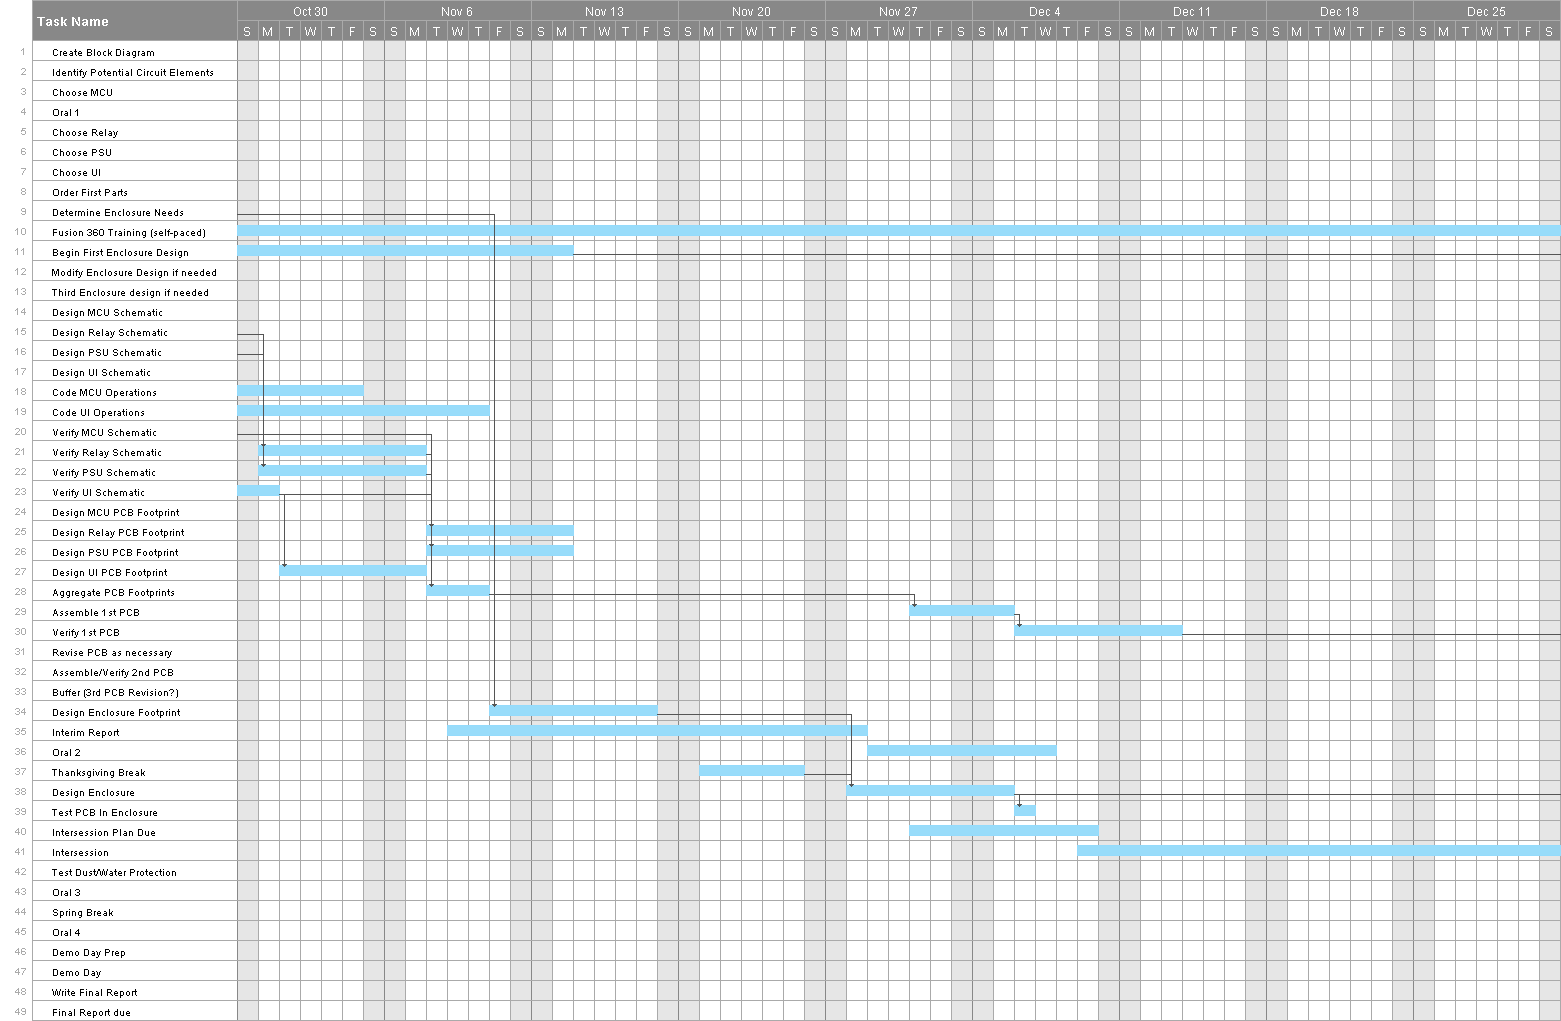 Task Name
Oct 30 Nov 6 Nov 13 Nov 20 Nov 27 Dec 4 Dec 11 Dec 18 Dec 25
S M T W T F S S M T W T F S S M T W T F S S M T W T F S S M T W T F S S M T W T F S S M T W T F S S M T W T F S S M T W T F S
1 Create Block Diagram
2 Identify Potential Circuit Elements
3 Choose MCU
4 Oral 1
5 Choose Relay
6 Choose PSU
7 Choose UI
8 Order First Parts
9 Determine Enclosure Needs
10 Fusion 360 Training (self-paced)
11 Begin First Enclosure Design
12 Modify Enclosure Design if needed
13 Third Enclosure design if needed
14 Design MCU Schematic
15 Design Relay Schematic
16 Design PSU Schematic
17 Design UI Schematic
18 Code MCU Operations
19 Code UI Operations
20 Verify MCU Schematic
21 Verify Relay Schematic
22 Verify PSU Schematic
23 Verify UI Schematic
24 Design MCU PCB Footprint
25 Design Relay PCB Footprint
26 Design PSU PCB Footprint
27 Design UI PCB Footprint
28 Aggregate PCB Footprints
29 Assemble 1st PCB
30 Verify 1st PCB
31 Revise PCB as necessary
32 Assemble/Verify 2nd PCB
33 Buffer (3rd PCB Revision?)
34 Design Enclosure Footprint
35 Interim Report
36 Oral 2
37 Thanksgiving Break
38 Design Enclosure
39 Test PCB In Enclosure
40 Intersession Plan Due
41 Intersession
42 Test Dust/Water Protection
43 Oral 3
44 Spring Break
45 Oral 4
46 Demo Day Prep
47 Demo Day
48 Write Final Report
49 Final Report due